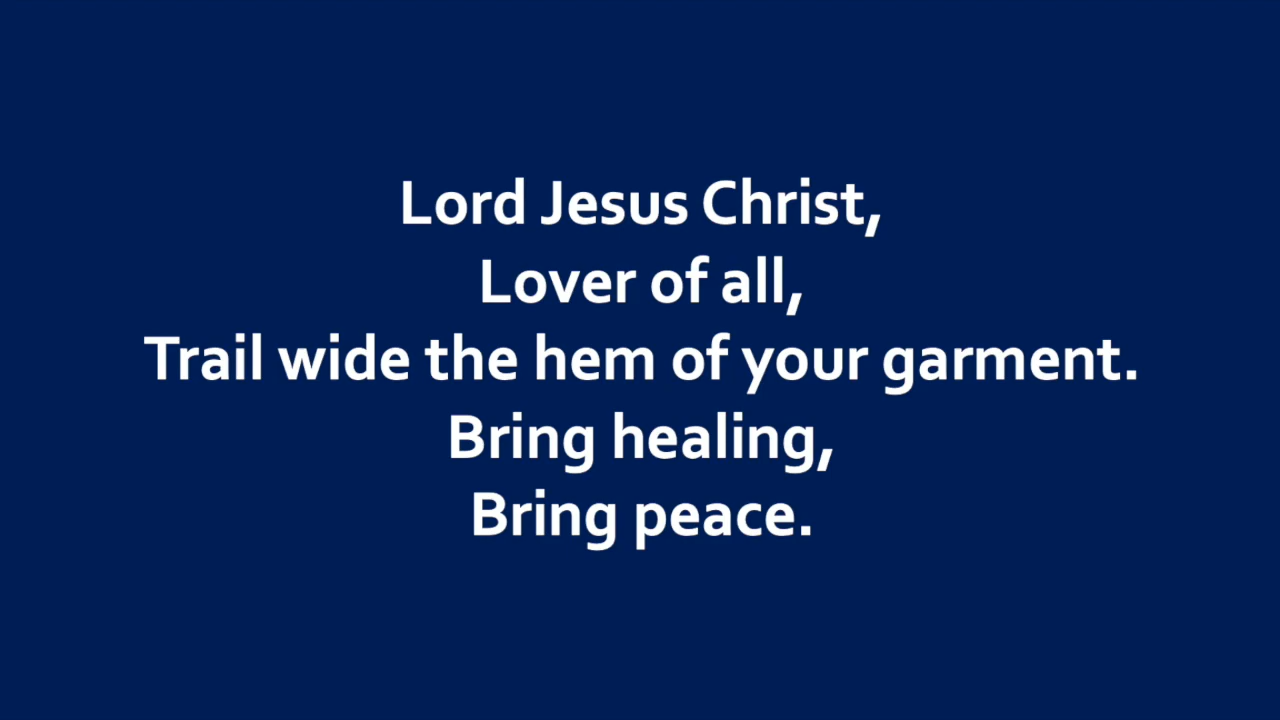 Lord Jesus Christ,
Lover of all,
Trail wide the hem of your garment.
Bring healing,
Bring peace.